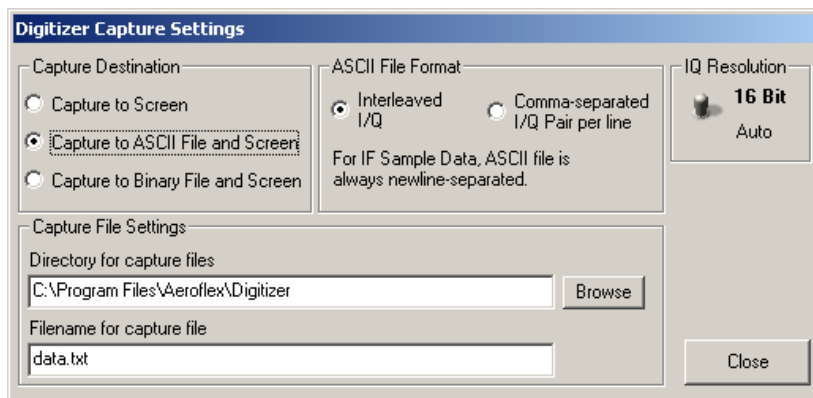 Digitizer Capture Settings
Capture Destination
Capture to Screen
Capture to ASCII File and Screen
Capture to Binary File and Screen
ASCII File Format
Interleaved
I/Q
Comma-separated
I/Q Pair per line
For IF Sample Data, ASCII file is
always newline-separated.
IQ Resolution
16 Bit
Auto
Capture File Settings
Directory for capture files
C:\Program Files\Aeroflex\Digitizer
Browse
Filename for capture file
data.txt
Close